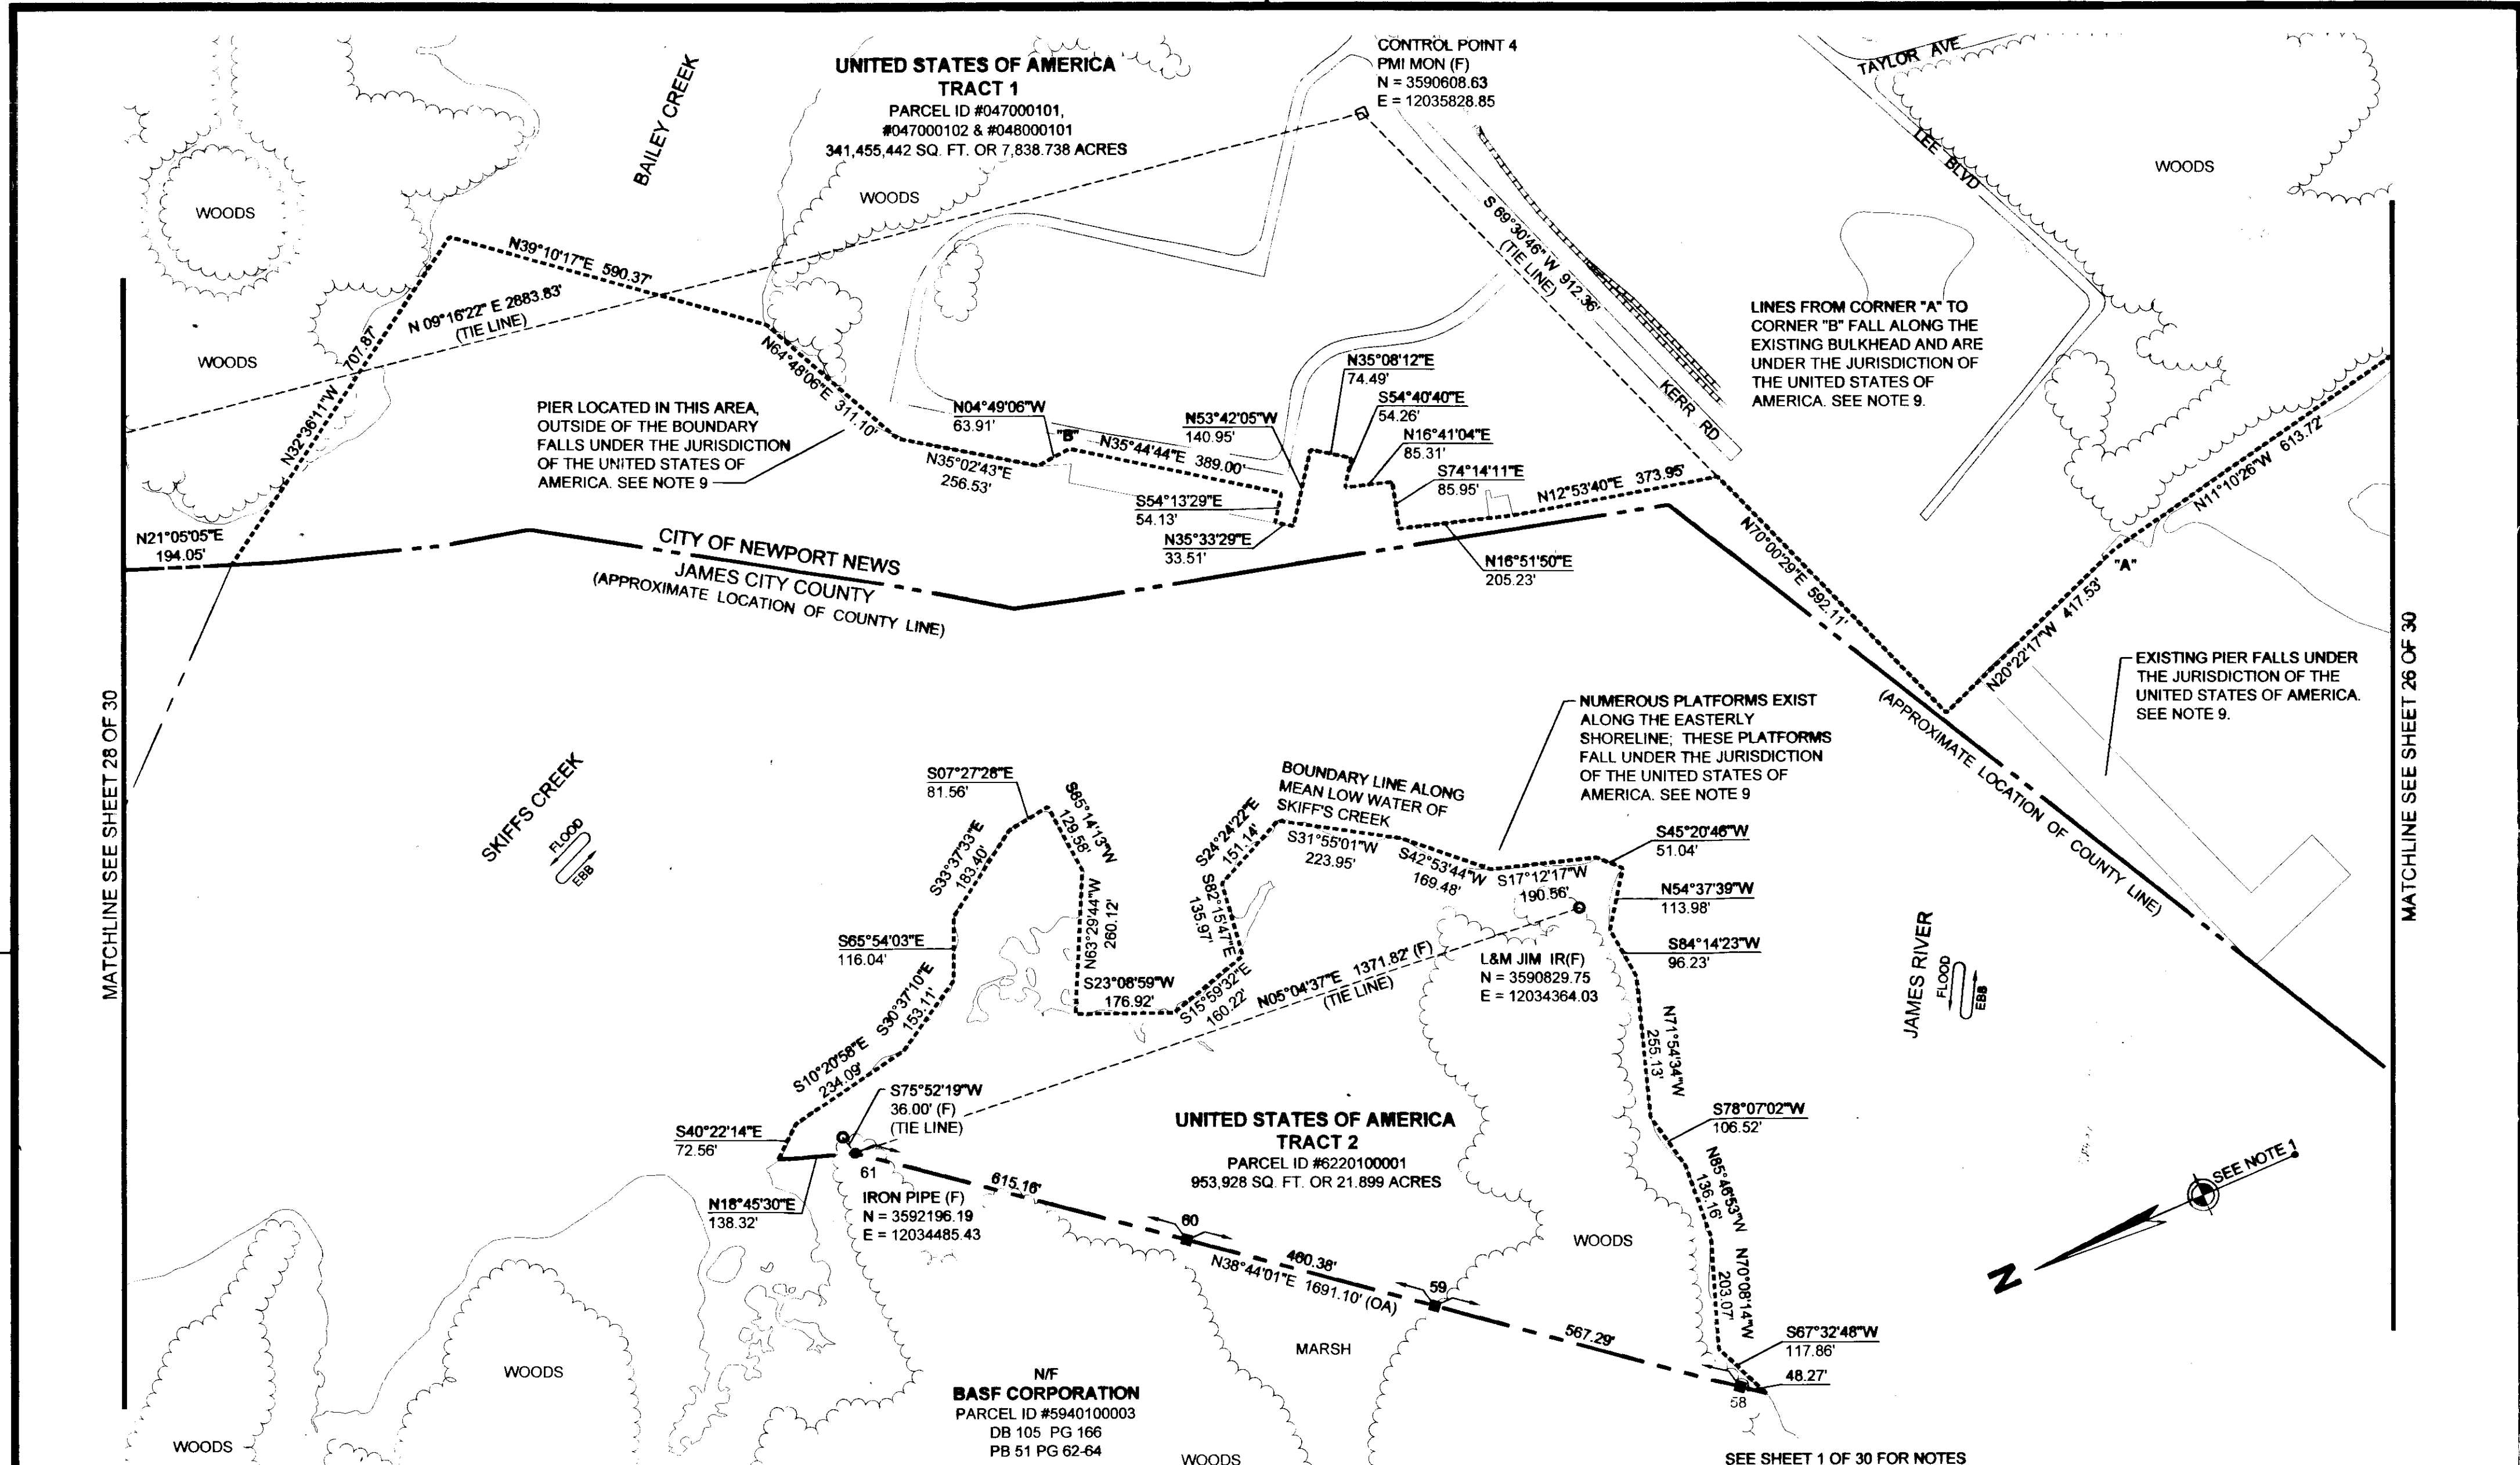 UNITED STATES OF AMERICA
TRACT 1
PARCEL ID #047000101,
#047000102 & #048000101
341,455,442 SQ. FT. OR 7,838.738 ACRES
BAILEY CREEK
CONTROL POINT 4
PMI MON (F)
N = 3590608.63
E = 12035828.85
TAYLOR AVE
LEE BLVD
WOODS
WOODS
WOODS
WOODS
N39°10'17"E 590.37'
N 09°16'22" E 2883.83'
(TIE LINE)
N32°36'11"W 707.87'
N64°48'06"E 311.10'
S 69°30'46" W 912.36'
(TIE LINE)
KERR RD
LINES FROM CORNER "A" TO
CORNER "B" FALL ALONG THE
EXISTING BULKHEAD AND ARE
UNDER THE JURISDICTION OF
THE UNITED STATES OF
AMERICA. SEE NOTE 9.
PIER LOCATED IN THIS AREA,
OUTSIDE OF THE BOUNDARY
FALLS UNDER THE JURISDICTION
OF THE UNITED STATES OF
AMERICA. SEE NOTE 9
N04°49'06"W
63.91'
"B"
N35°44'44"E 389.00'
N35°02'43"E
256.53'
N53°42'05"W
140.95'
N35°08'12"E
74.49'
S54°40'40"E
54.26'
N16°41'04"E
85.31'
S74°14'11"E
85.95'
N12°53'40"E 373.95'
S54°13'29"E
54.13'
N35°33'29"E
33.51'
N16°51'50"E
205.23'
N11°10'26"W 613.72'
"A"
N70°00'29"E 592.11'
N20°22'17"W 417.53'
N21°05'05"E
194.05'
CITY OF NEWPORT NEWS
JAMES CITY COUNTY
(APPROXIMATE LOCATION OF COUNTY LINE)
(APPROXIMATE LOCATION OF COUNTY LINE)
MATCHLINE SEE SHEET 28 OF 30
MATCHLINE SEE SHEET 26 OF 30
EXISTING PIER FALLS UNDER
THE JURISDICTION OF THE
UNITED STATES OF AMERICA.
SEE NOTE 9.
NUMEROUS PLATFORMS EXIST
ALONG THE EASTERLY
SHORELINE; THESE PLATFORMS
FALL UNDER THE JURISDICTION
OF THE UNITED STATES OF
AMERICA. SEE NOTE 9
SKIFFS CREEK
FLOOD
EBB
BOUNDARY LINE ALONG
MEAN LOW WATER OF
SKIFF'S CREEK
S07°27'28"E
81.56'
S85°14'13"W
129.58'
S33°37'33"E
183.40'
S24°24'22"E
151.14'
S31°55'01"W
223.95'
S42°53'44"W
169.48'
S17°12'17"W
190.56'
S45°20'46"W
51.04'
N54°37'39"W
113.98'
S84°14'23"W
96.23'
N63°29'44"W
260.12'
S82°15'47"E
135.97'
S65°54'03"E
116.04'
S23°08'59"W
176.92'
S15°59'32"E
160.22'
N05°04'37"E 1371.82' (F)
(TIE LINE)
L&M JIM IR(F)
N = 3590829.75
E = 12034364.03
JAMES RIVER
FLOOD
EBB
S30°37'10"E
153.11'
S10°20'58"E
234.09'
N71°54'34"W
255.13'
S75°52'19"W
36.00' (F)
(TIE LINE)
S40°22'14"E
72.56'
N18°45'30"E
138.32'
61
IRON PIPE (F)
N = 3592196.19
E = 12034485.43
UNITED STATES OF AMERICA
TRACT 2
PARCEL ID #6220100001
953,928 SQ. FT. OR 21.899 ACRES
S78°07'02"W
106.52'
N85°46'53"W
136.16'
615.16'
60
460.38'
N38°44'01"E 1691.10' (OA)
59
567.29'
WOODS
N70°08'14"W
203.07'
S67°32'48"W
117.86'
48.27'
58
SEE NOTE 1
N
MARSH
WOODS
WOODS
WOODS
N/F
BASF CORPORATION
PARCEL ID #5940100003
DB 105 PG 166
PB 51 PG 62-64
SEE SHEET 1 OF 30 FOR NOTES